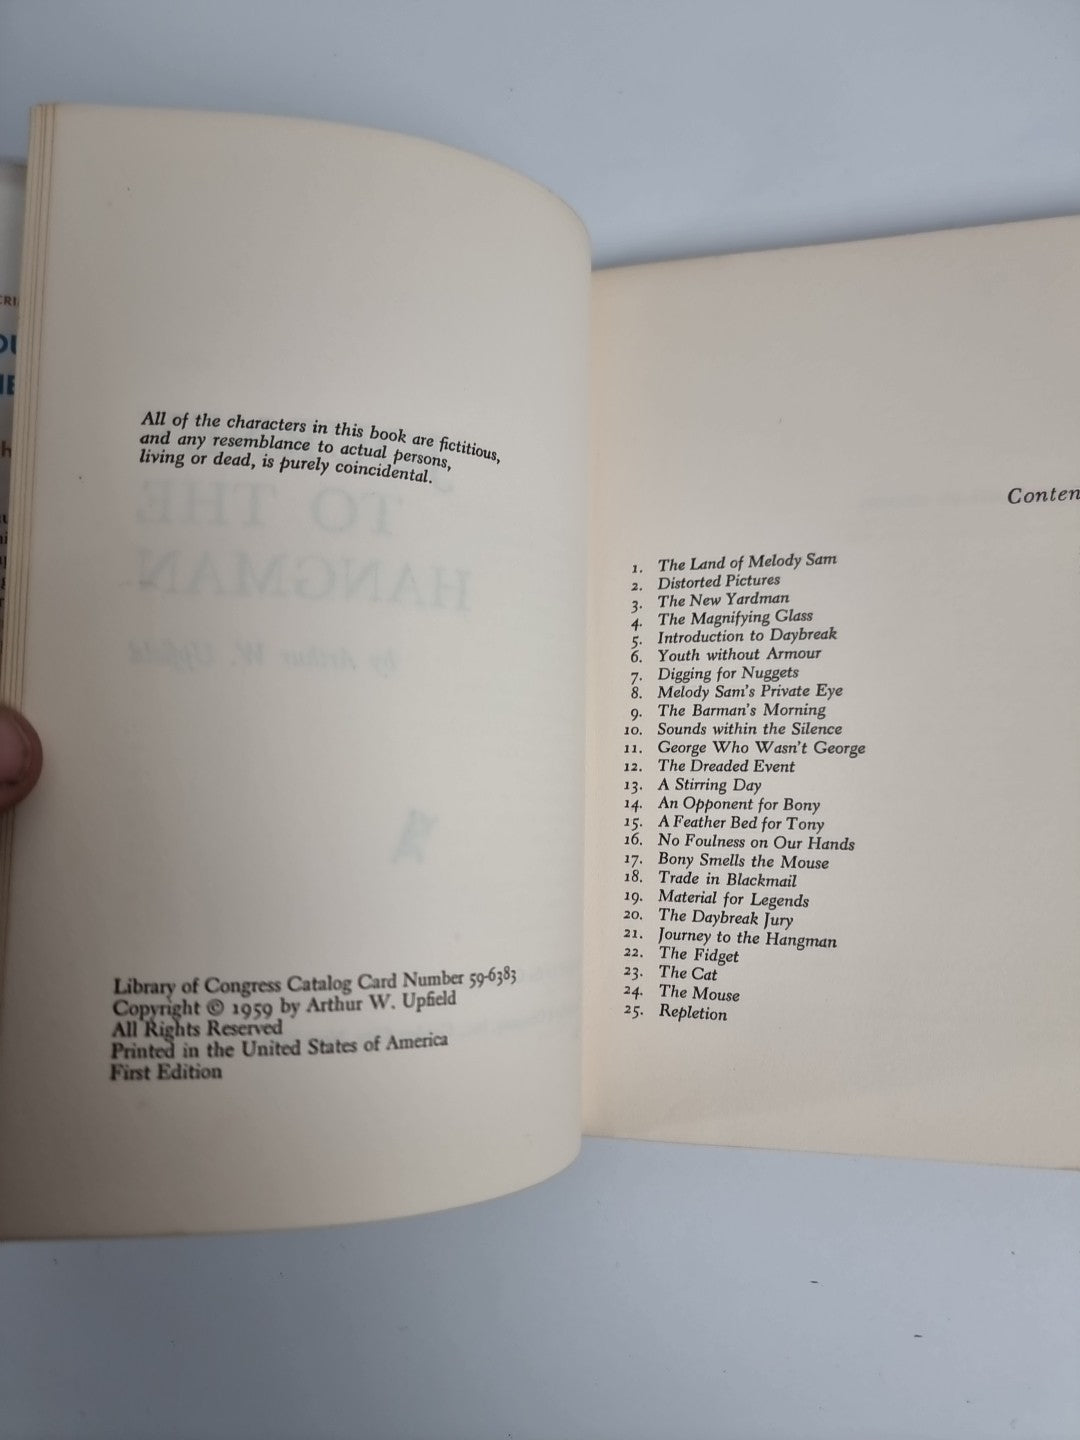 All of the characters in this book are fictitious,
and any resemblance to actual persons,
living or dead, is purely coincidental.
TO THE
HANGMAN
by Arthur W. Upfield
Library of Congress Catalog Card Number 59-6383
Copyright © 1959 by Arthur W. Upfield
All Rights Reserved
Printed in the United States of America
First Edition
Conten
1. The Land of Melody Sam
2. Distorted Pictures
3. The New Yardman
4. The Magnifying Glass
5. Introduction to Daybreak
6. Youth without Armour
7. Digging for Nuggets
8. Melody Sam's Private Eye
9. The Barman's Morning
10. Sounds within the Silence
11. George Who Wasn't George
12. The Dreaded Event
13. A Stirring Day
14. An Opponent for Bony
15. A Feather Bed for Tony
16. No Foulness on Our Hands
17. Bony Smells the Mouse
18. Trade in Blackmail
19. Material for Legends
20. The Daybreak Jury
21. Journey to the Hangman
22. The Fidget
23. The Cat
24. The Mouse
25. Repletion